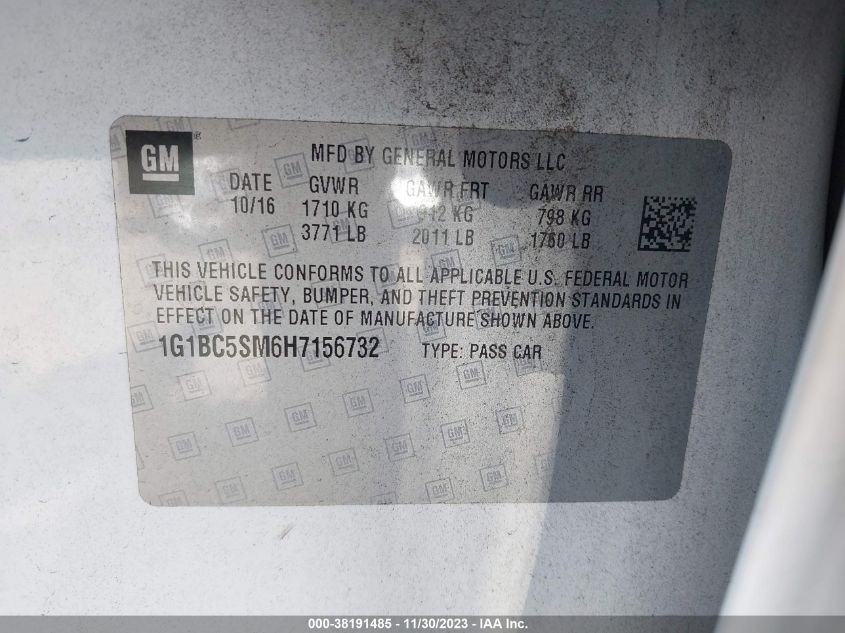 GM
MFD BY GENERAL MOTORS LLC
DATE GVWR GAWR FRT GAWR RR
10/16 1710 KG 912 KG 798 KG
3771 LB 2011 LB 1760 LB
THIS VEHICLE CONFORMS TO ALL APPLICABLE U.S. FEDERAL MOTOR
VEHICLE SAFETY, BUMPER, AND THEFT PREVENTION STANDARDS IN
EFFECT ON THE DATE OF MANUFACTURE SHOWN ABOVE.
1G1BC5SM6H7156732 TYPE: PASS CAR
000-38191485 - 11/30/2023 - IAA Inc.